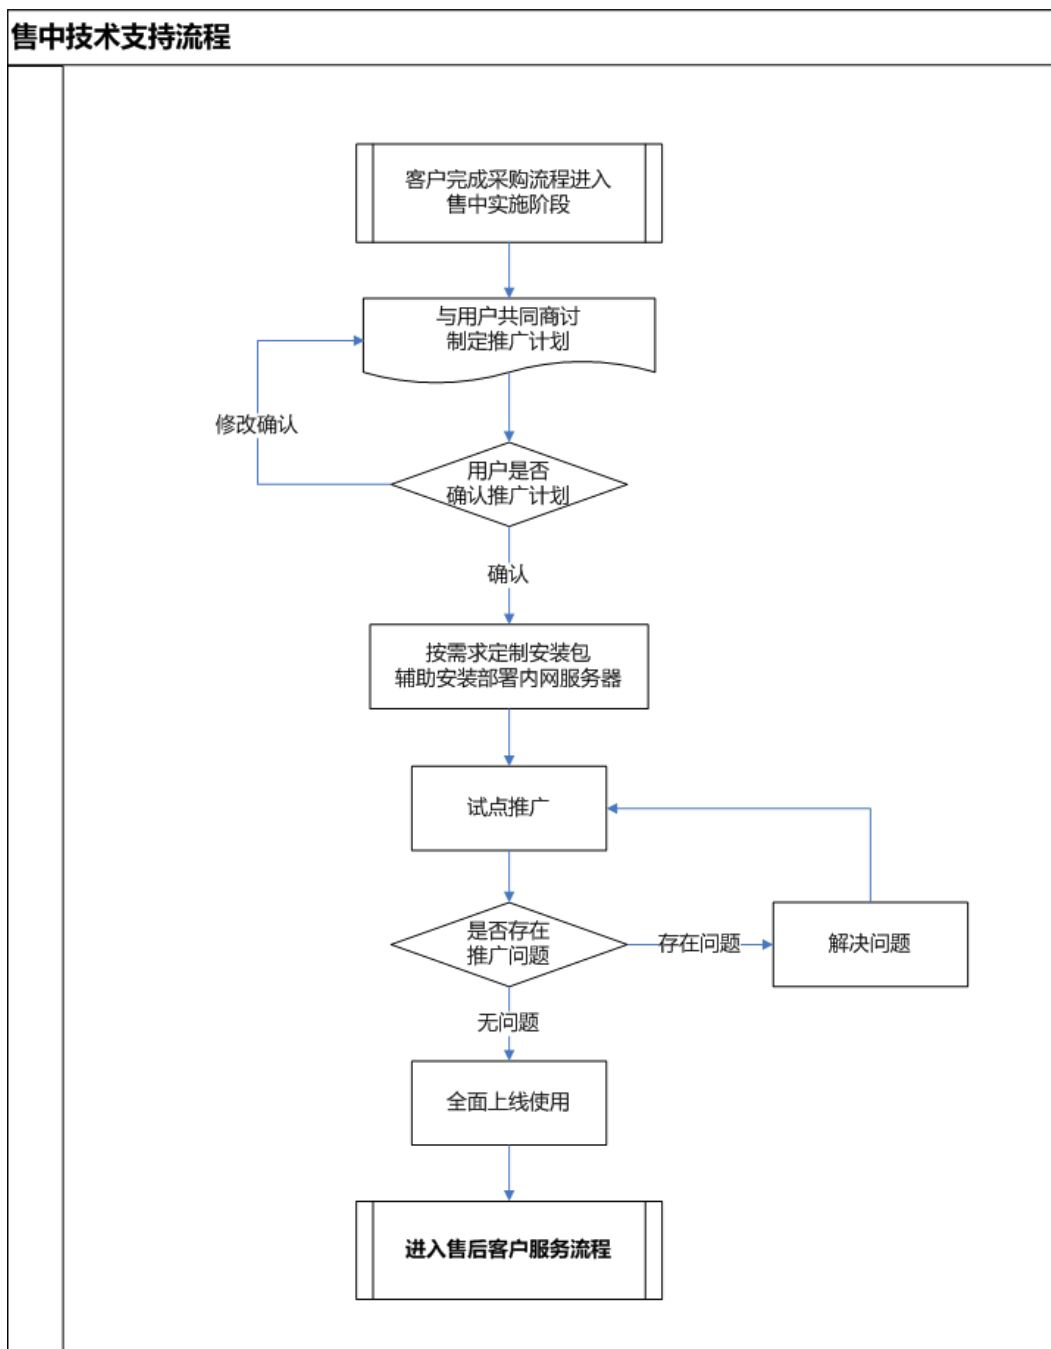 售中技术支持流程
客户完成采购流程进入
售中实施阶段
与用户共同商讨
制定推广计划
修改确认
用户是否
确认推广计划
确认
按需求定制安装包
辅助安装部署内网服务器
试点推广
是否存在
推广问题
存在问题
解决问题
无问题
全面上线使用
进入售后客户服务流程